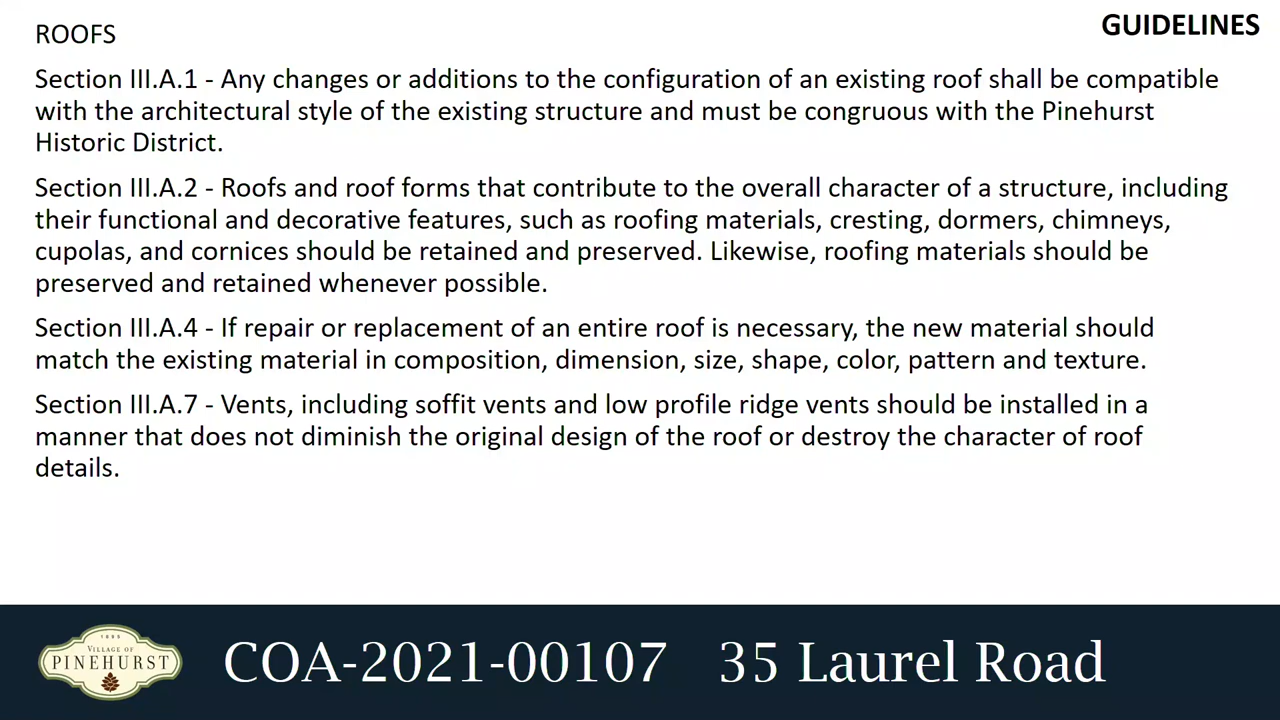 GUIDELINES
ROOFS
Section III.A.1 - Any changes or additions to the configuration of an existing roof shall be compatible
with the architectural style of the existing structure and must be congruous with the Pinehurst
Historic District.
Section III.A.2 - Roofs and roof forms that contribute to the overall character of a structure, including
their functional and decorative features, such as roofing materials, cresting, dormers, chimneys,
cupolas, and cornices should be retained and preserved. Likewise, roofing materials should be
preserved and retained whenever possible.
Section III.A.4 - If repair or replacement of an entire roof is necessary, the new material should
match the existing material in composition, dimension, size, shape, color, pattern and texture.
Section III.A.7 - Vents, including soffit vents and low profile ridge vents should be installed in a
manner that does not diminish the original design of the roof or destroy the character of roof
details.
1895
VILLAGE OF
PINEHURST
COA-2021-00107 35 Laurel Road